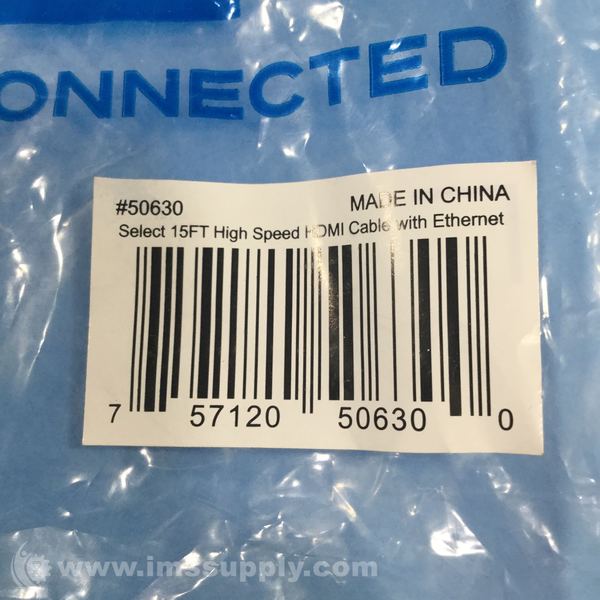 ONNECTED
#50630 MADE IN CHINA
Select 15FT High Speed HDMI Cable with Ethernet
7 57120 50630 0
www.imssupply.com